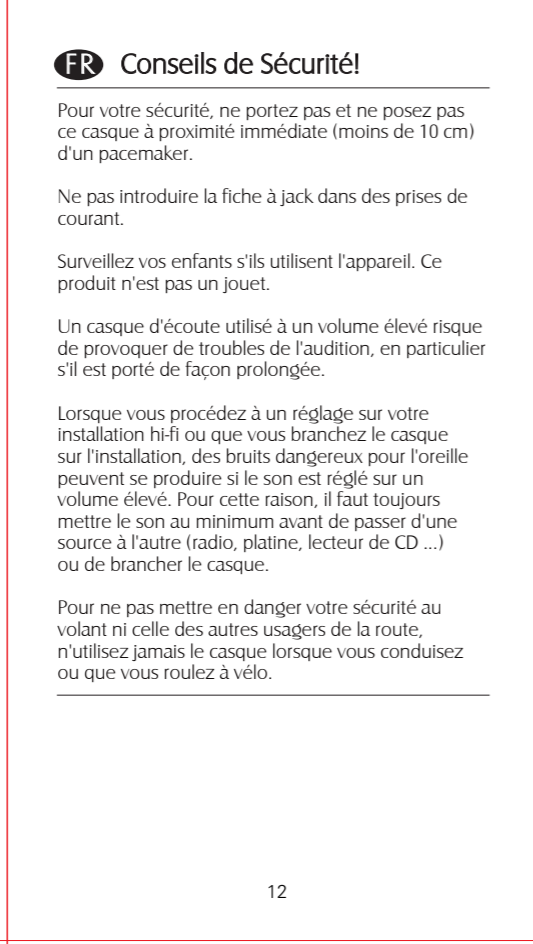 FR Conseils de Sécurité!
Pour votre sécurité, ne portez pas et ne posez pas
ce casque à proximité immédiate (moins de 10 cm)
d'un pacemaker.
Ne pas introduire la fiche à jack dans des prises de
courant.
Surveillez vos enfants s'ils utilisent l'appareil. Ce
produit n'est pas un jouet.
Un casque d'écoute utilisé à un volume élevé risque
de provoquer de troubles de l'audition, en particulier
s'il est porté de façon prolongée.
Lorsque vous procédez à un réglage sur votre
installation hi-fi ou que vous branchez le casque
sur l'installation, des bruits dangereux pour l'oreille
peuvent se produire si le son est réglé sur un
volume élevé. Pour cette raison, il faut toujours
mettre le son au minimum avant de passer d'une
source à l'autre (radio, platine, lecteur de CD ...)
ou de brancher le casque.
Pour ne pas mettre en danger votre sécurité au
volant ni celle des autres usagers de la route,
n'utilisez jamais le casque lorsque vous conduisez
ou que vous roulez à vélo.
12